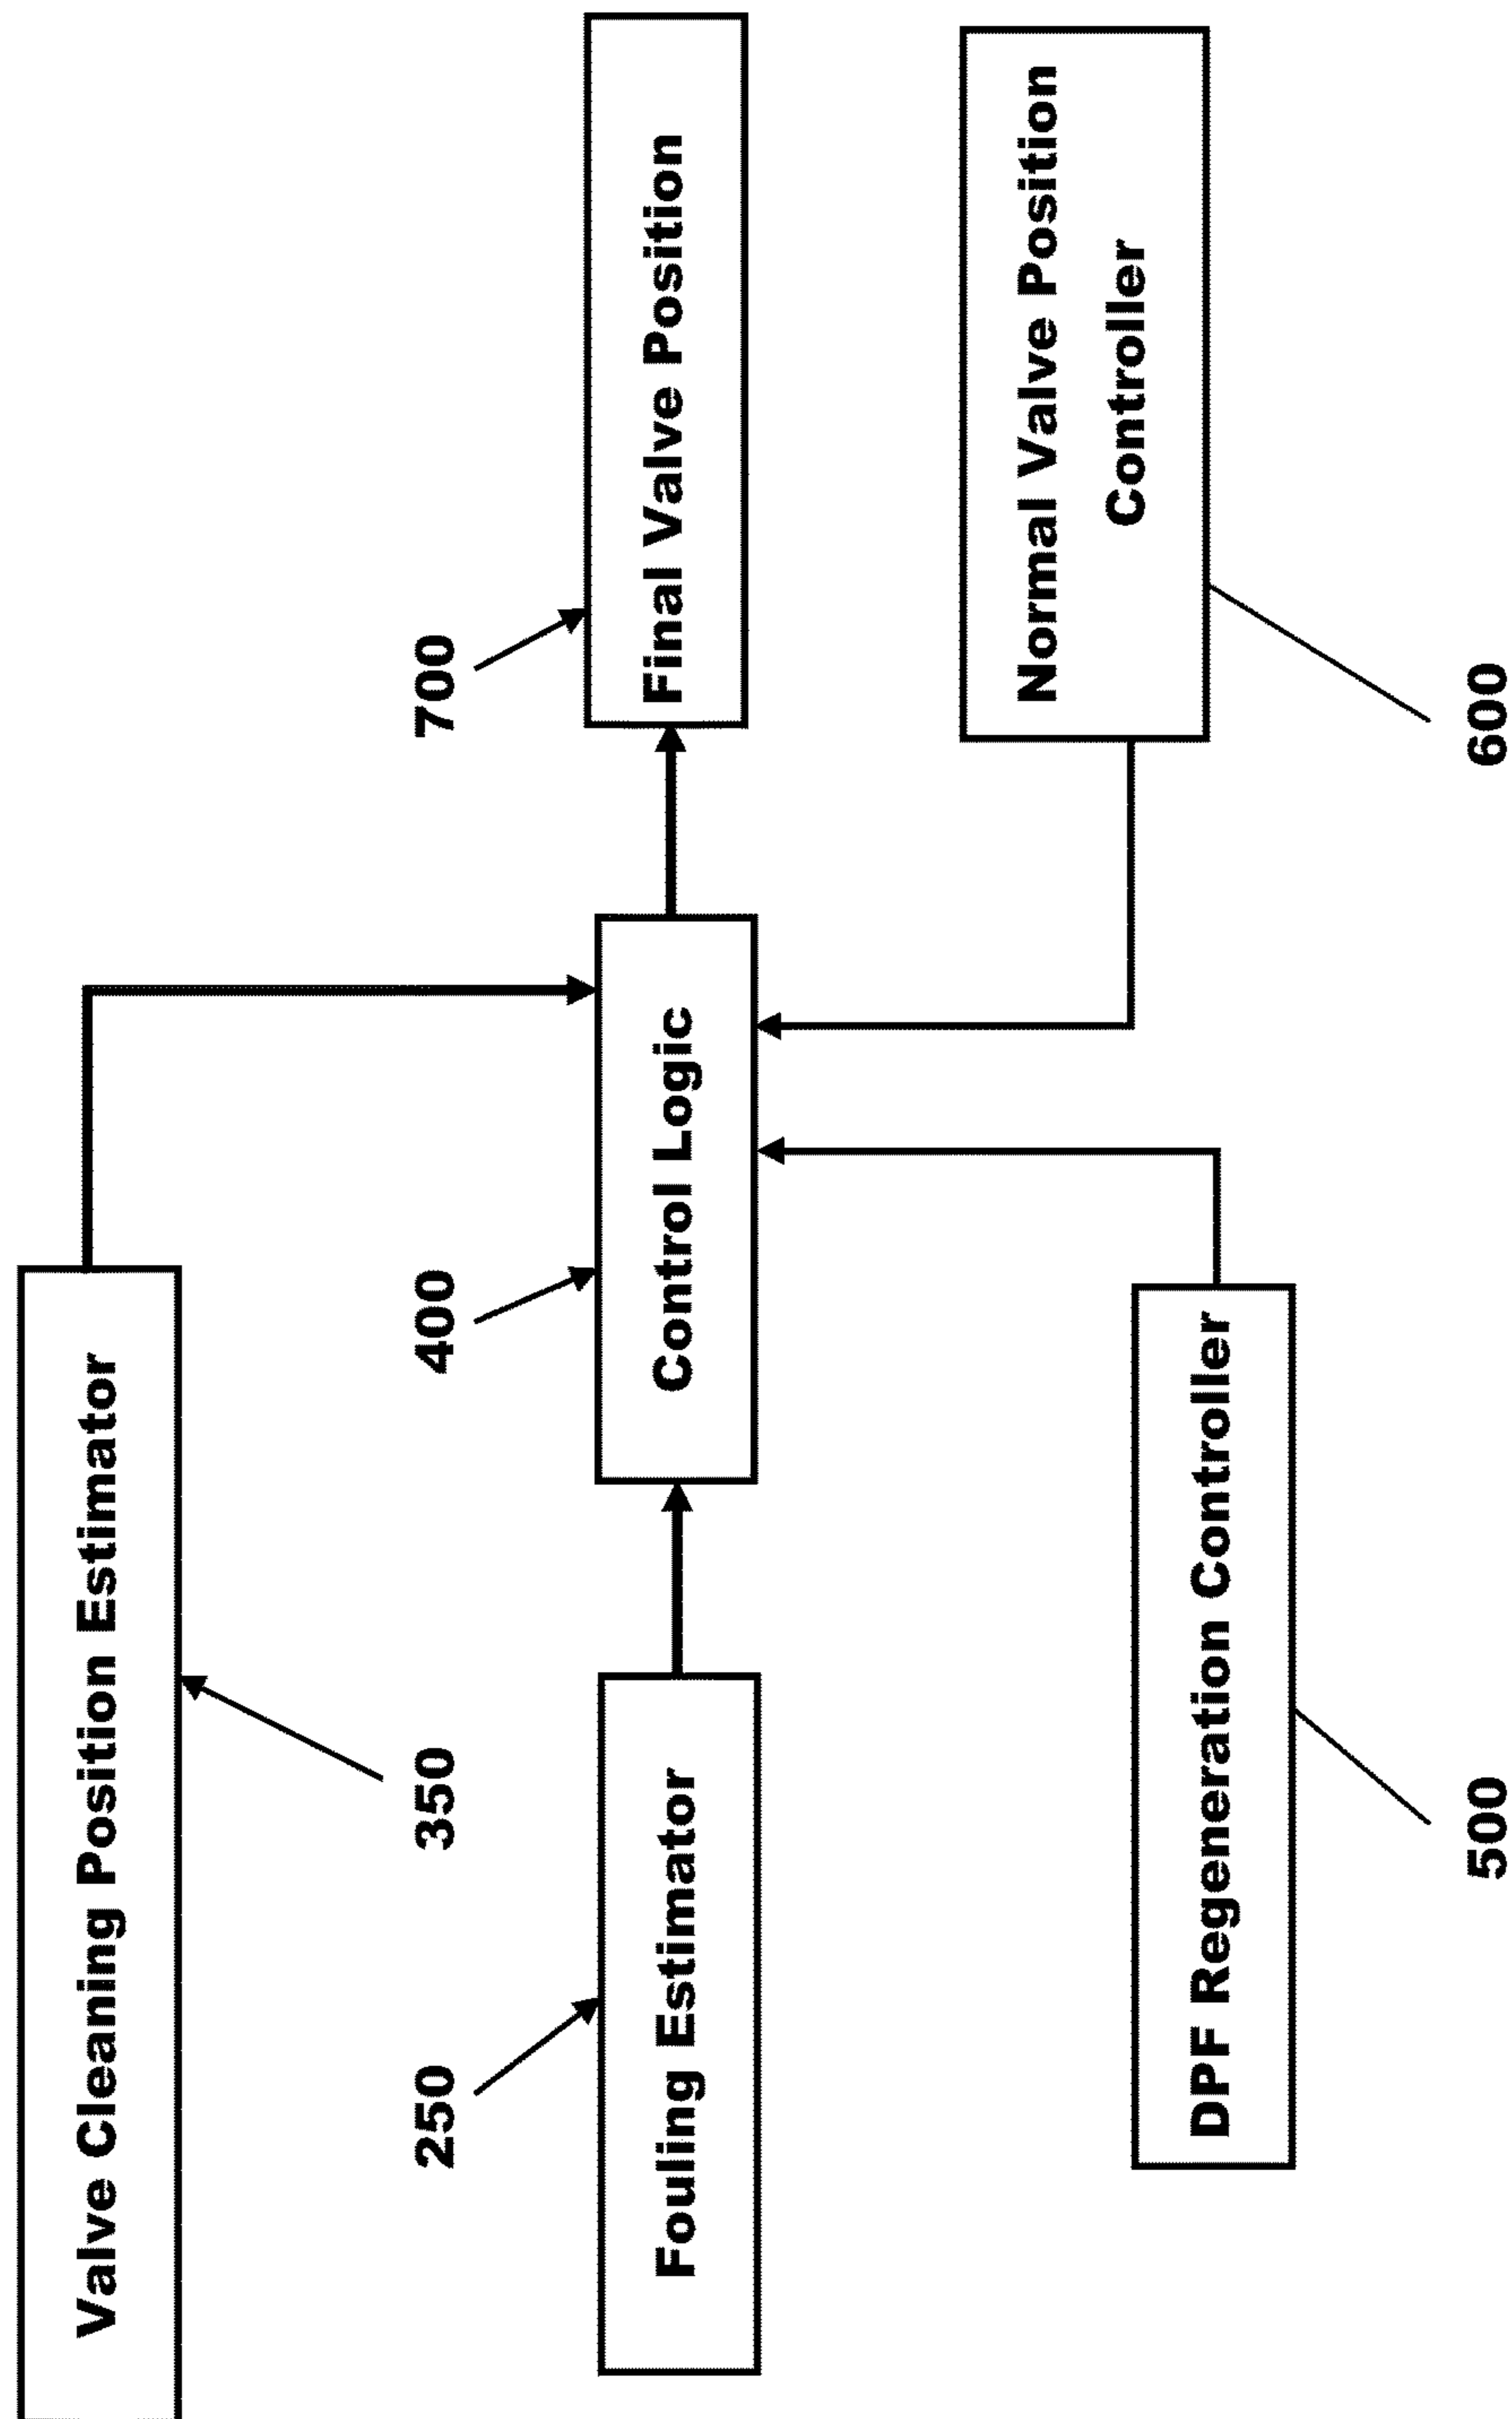 Valve Cleaning Position Estimator
350
250
400
700
Fouling Estimator
Control Logic
Final Valve Position
Normal Valve Position
Controller
DPF Regeneration Controller
500
600